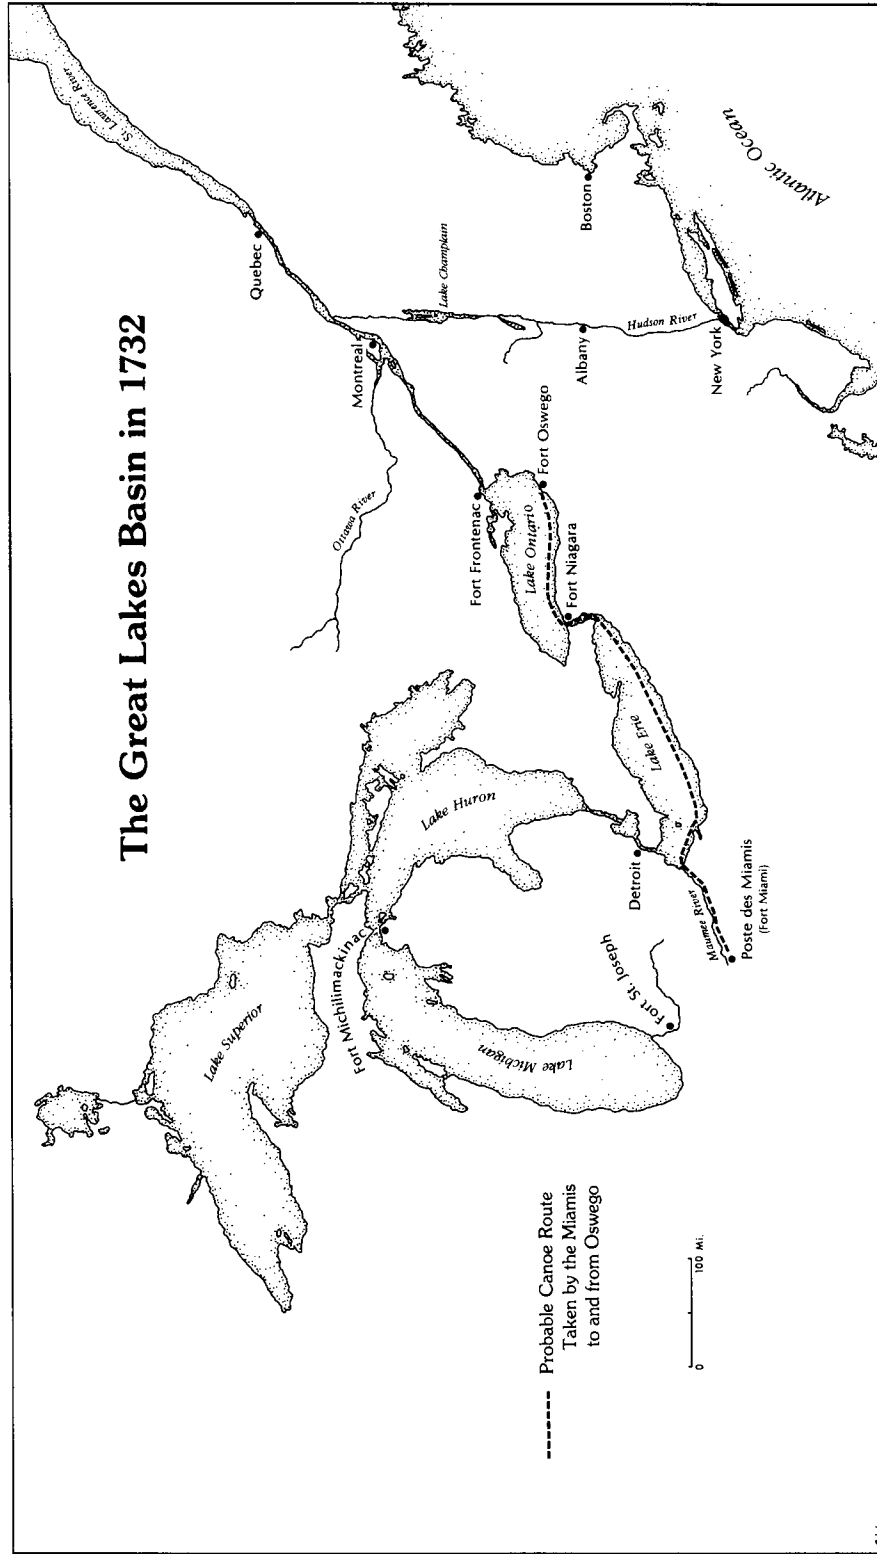 The Great Lakes Basin in 1732
St. Lawrence River
Quebec
Montreal
Ottawa River
Lake Champlain
Boston
Atlantic Ocean
Albany
Hudson River
New York
Fort Frontenac
Fort Oswego
Lake Ontario
Fort Niagara
Lake Erie
Lake Huron
Lake Superior
Fort Michilimackinac
Lake Michigan
Fort St. Joseph
Detroit
Maumee River
Poste des Miamis
(Fort Miami)
Probable Canoe Route
Taken by the Miamis
to and from Oswego
0 100 Mi.